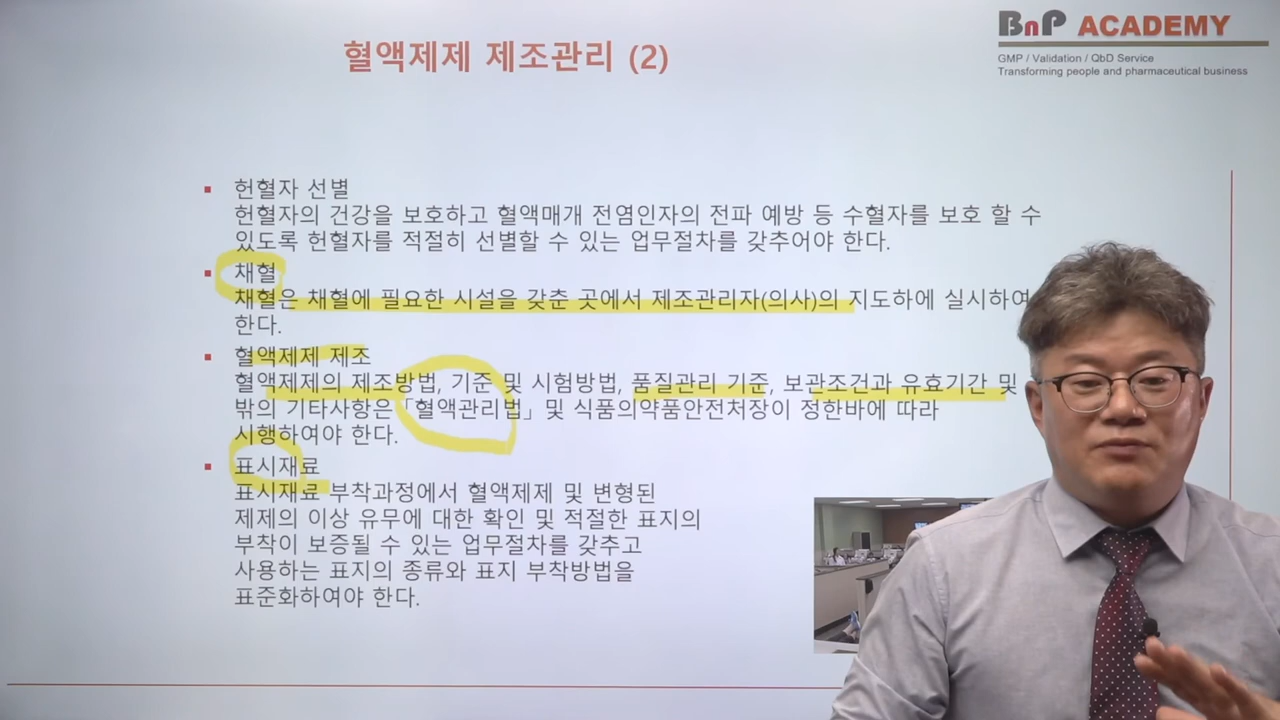 BnP ACADEMY
GMP / Validation / QbD Service
Transforming people and pharmaceutical business
혈액제제 제조관리 (2)
▪ 헌혈자 선별
헌혈자의 건강을 보호하고 혈액매개 전염인자의 전파 예방 등 수혈자를 보호 할 수
있도록 헌혈자를 적절히 선별할 수 있는 업무절차를 갖추어야 한다.
▪ 채혈
채혈은 채혈에 필요한 시설을 갖춘 곳에서 제조관리자(의사)의 지도하에 실시하여
한다.
▪ 혈액제제 제조
혈액제제의 제조방법, 기준 및 시험방법, 품질관리 기준, 보관조건과 유효기간 및
밖의 기타사항은 「혈액관리법」 및 식품의약품안전처장이 정한바에 따라
시행하여야 한다.
▪ 표시재료
표시재료 부착과정에서 혈액제제 및 변형된
제제의 이상 유무에 대한 확인 및 적절한 표지의
부착이 보증될 수 있는 업무절차를 갖추고
사용하는 표지의 종류와 표지 부착방법을
표준화하여야 한다.